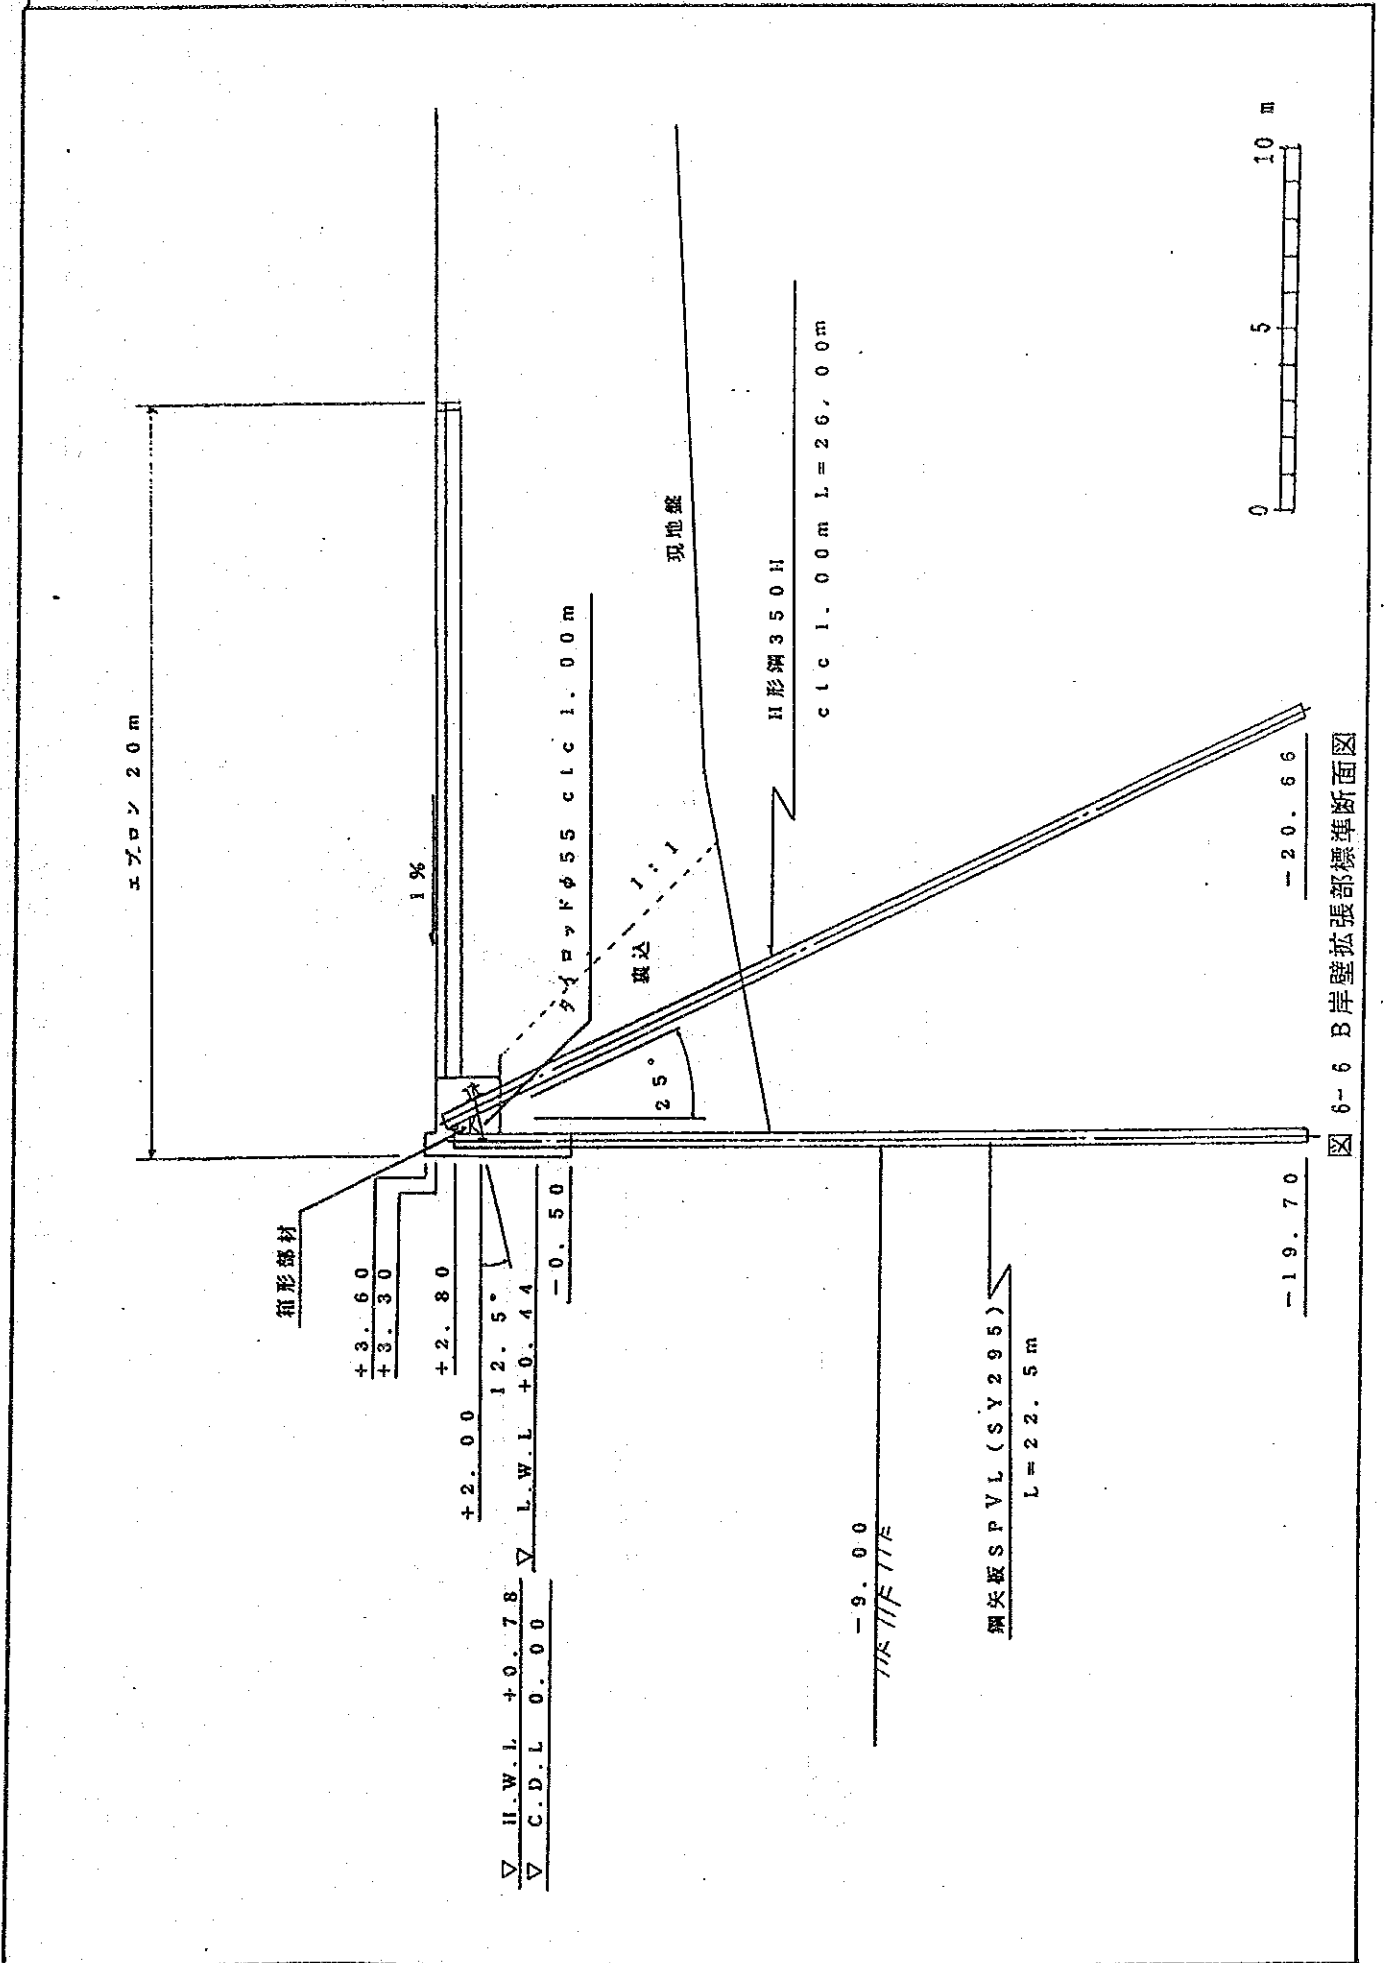 エプロン 20m
1%
箱形部材
+3.60
+3.30
+2.80
+2.00
12.5°
▽ L.W.L +0.44
▽ H.W.L +0.78
▽ C.D.L 0.00
-0.50
タイロッドφ55 ctc 1.00m
裏込
1:1
25°
現地盤
H形鋼350H
ctc 1.00m L=26,00m
-9.00
鋼矢板SPVL(SY295)
L=22.5m
-19.70
-20.66
0 5 10 m
図 6-6 B岸壁拡張部標準断面図